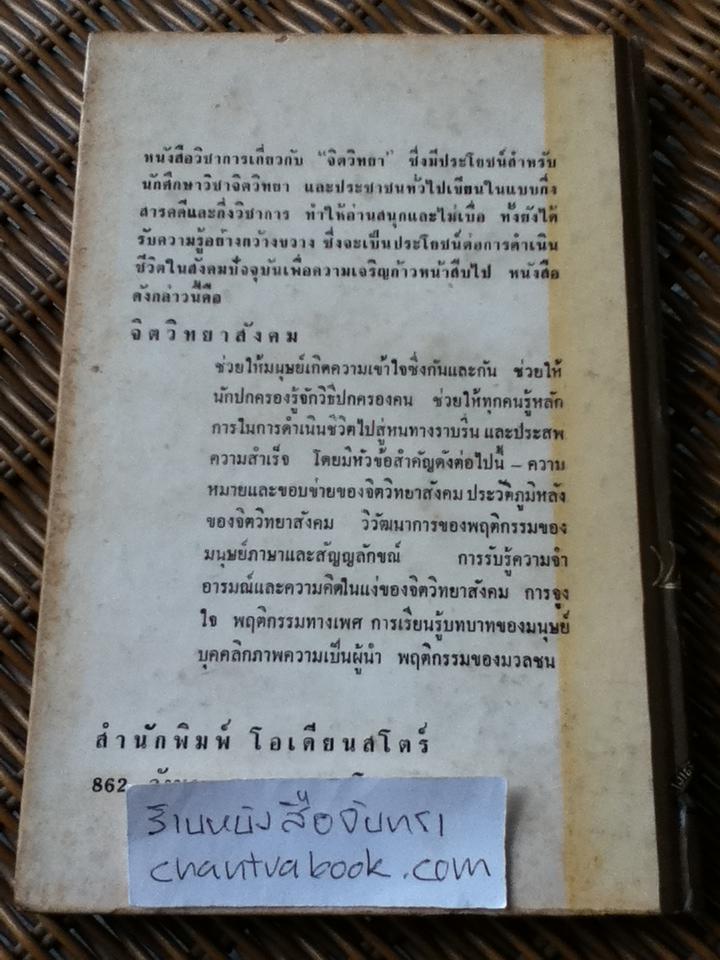 หนังสือวิชาการเกี่ยวกับ “จิตวิทยา” ซึ่งมีประโยชน์สำหรับ
นักศึกษาวิชาจิตวิทยา และประชาชนทั่วไปเขียนในแบบกึ่ง
สารคดีและกึ่งวิชาการ ทำให้อ่านสนุกและไม่เบื่อ ทั้งยังได้
รับความรู้อย่างกว้างขวาง ซึ่งจะเป็นประโยชน์ต่อการดำเนิน
ชีวิตในสังคมปัจจุบันเพื่อความเจริญก้าวหน้าสืบไป หนังสือ
ดังกล่าวนี้คือ
จิตวิทยาสังคม
ช่วยให้มนุษย์เกิดความเข้าใจซึ่งกันและกัน ช่วยให้
นักปกครองรู้จักวิธีปกครองคน ช่วยให้ทุกคนรู้หลัก
การในการดำเนินชีวิตไปสู่หนทางราบรื่น และประสพ
ความสำเร็จ โดยมีหัวข้อสำคัญดังต่อไปนี้ – ความ
หมายและขอบข่ายของจิตวิทยาสังคม ประวัติภูมิหลัง
ของจิตวิทยาสังคม วิวัฒนาการของพฤติกรรมของ
มนุษย์ภาษาและสัญญลักขณ์ การรับรู้ความจำ
อารมณ์และความคิดในแง่ของจิตวิทยาสังคม การจูง
ใจ พฤติกรรมทางเพศ การเรียนรู้บทบาทของมนุษย์
บุคคลิกภาพความเป็นผู้นำ พฤติกรรมของมวลชน
สำนักพิมพ์ โอเดียนสโตร์
862
ร้านหนังสือจันทรา
chantrabook.com